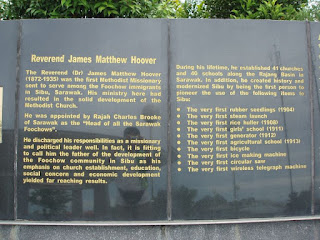 Reverend James Matthew Hoover
The Reverend (Dr) James Matthew Hoover
(1872-1935) was the first Methodist Missionary
sent to serve among the Foochow immigrants
in Sibu, Sarawak. His ministry here had
resulted in the solid development of the
Methodist Church.
He was appointed by Rajah Charles Brooke
of Sarawak as the "Head of all the Sarawak
Foochows".
He discharged his responsibilities as a missionary
and political leader well. In fact, it is fitting
to call him the father of the development of
the Foochow community in Sibu as his
emphasis on church establishment, education,
social concern and economic development
yielded far reaching results.
During his lifetime, he established 41 churches
and 40 schools along the Rajang Basin in
Sarawak. In addition, he created history and
modernized Sibu by being the first person to
pioneer the use of the following items in
Sibu:
• The very first rubber seedlings (1904)
• The very first steam launch
• The very first rice huller (1906)
• The very first girls' school (1911)
• The very first generator (1912)
• The very first agricultural school (1913)
• The very first bicycle
• The very first ice making machine
• The very first circular saw
• The very first wireless telegraph machine